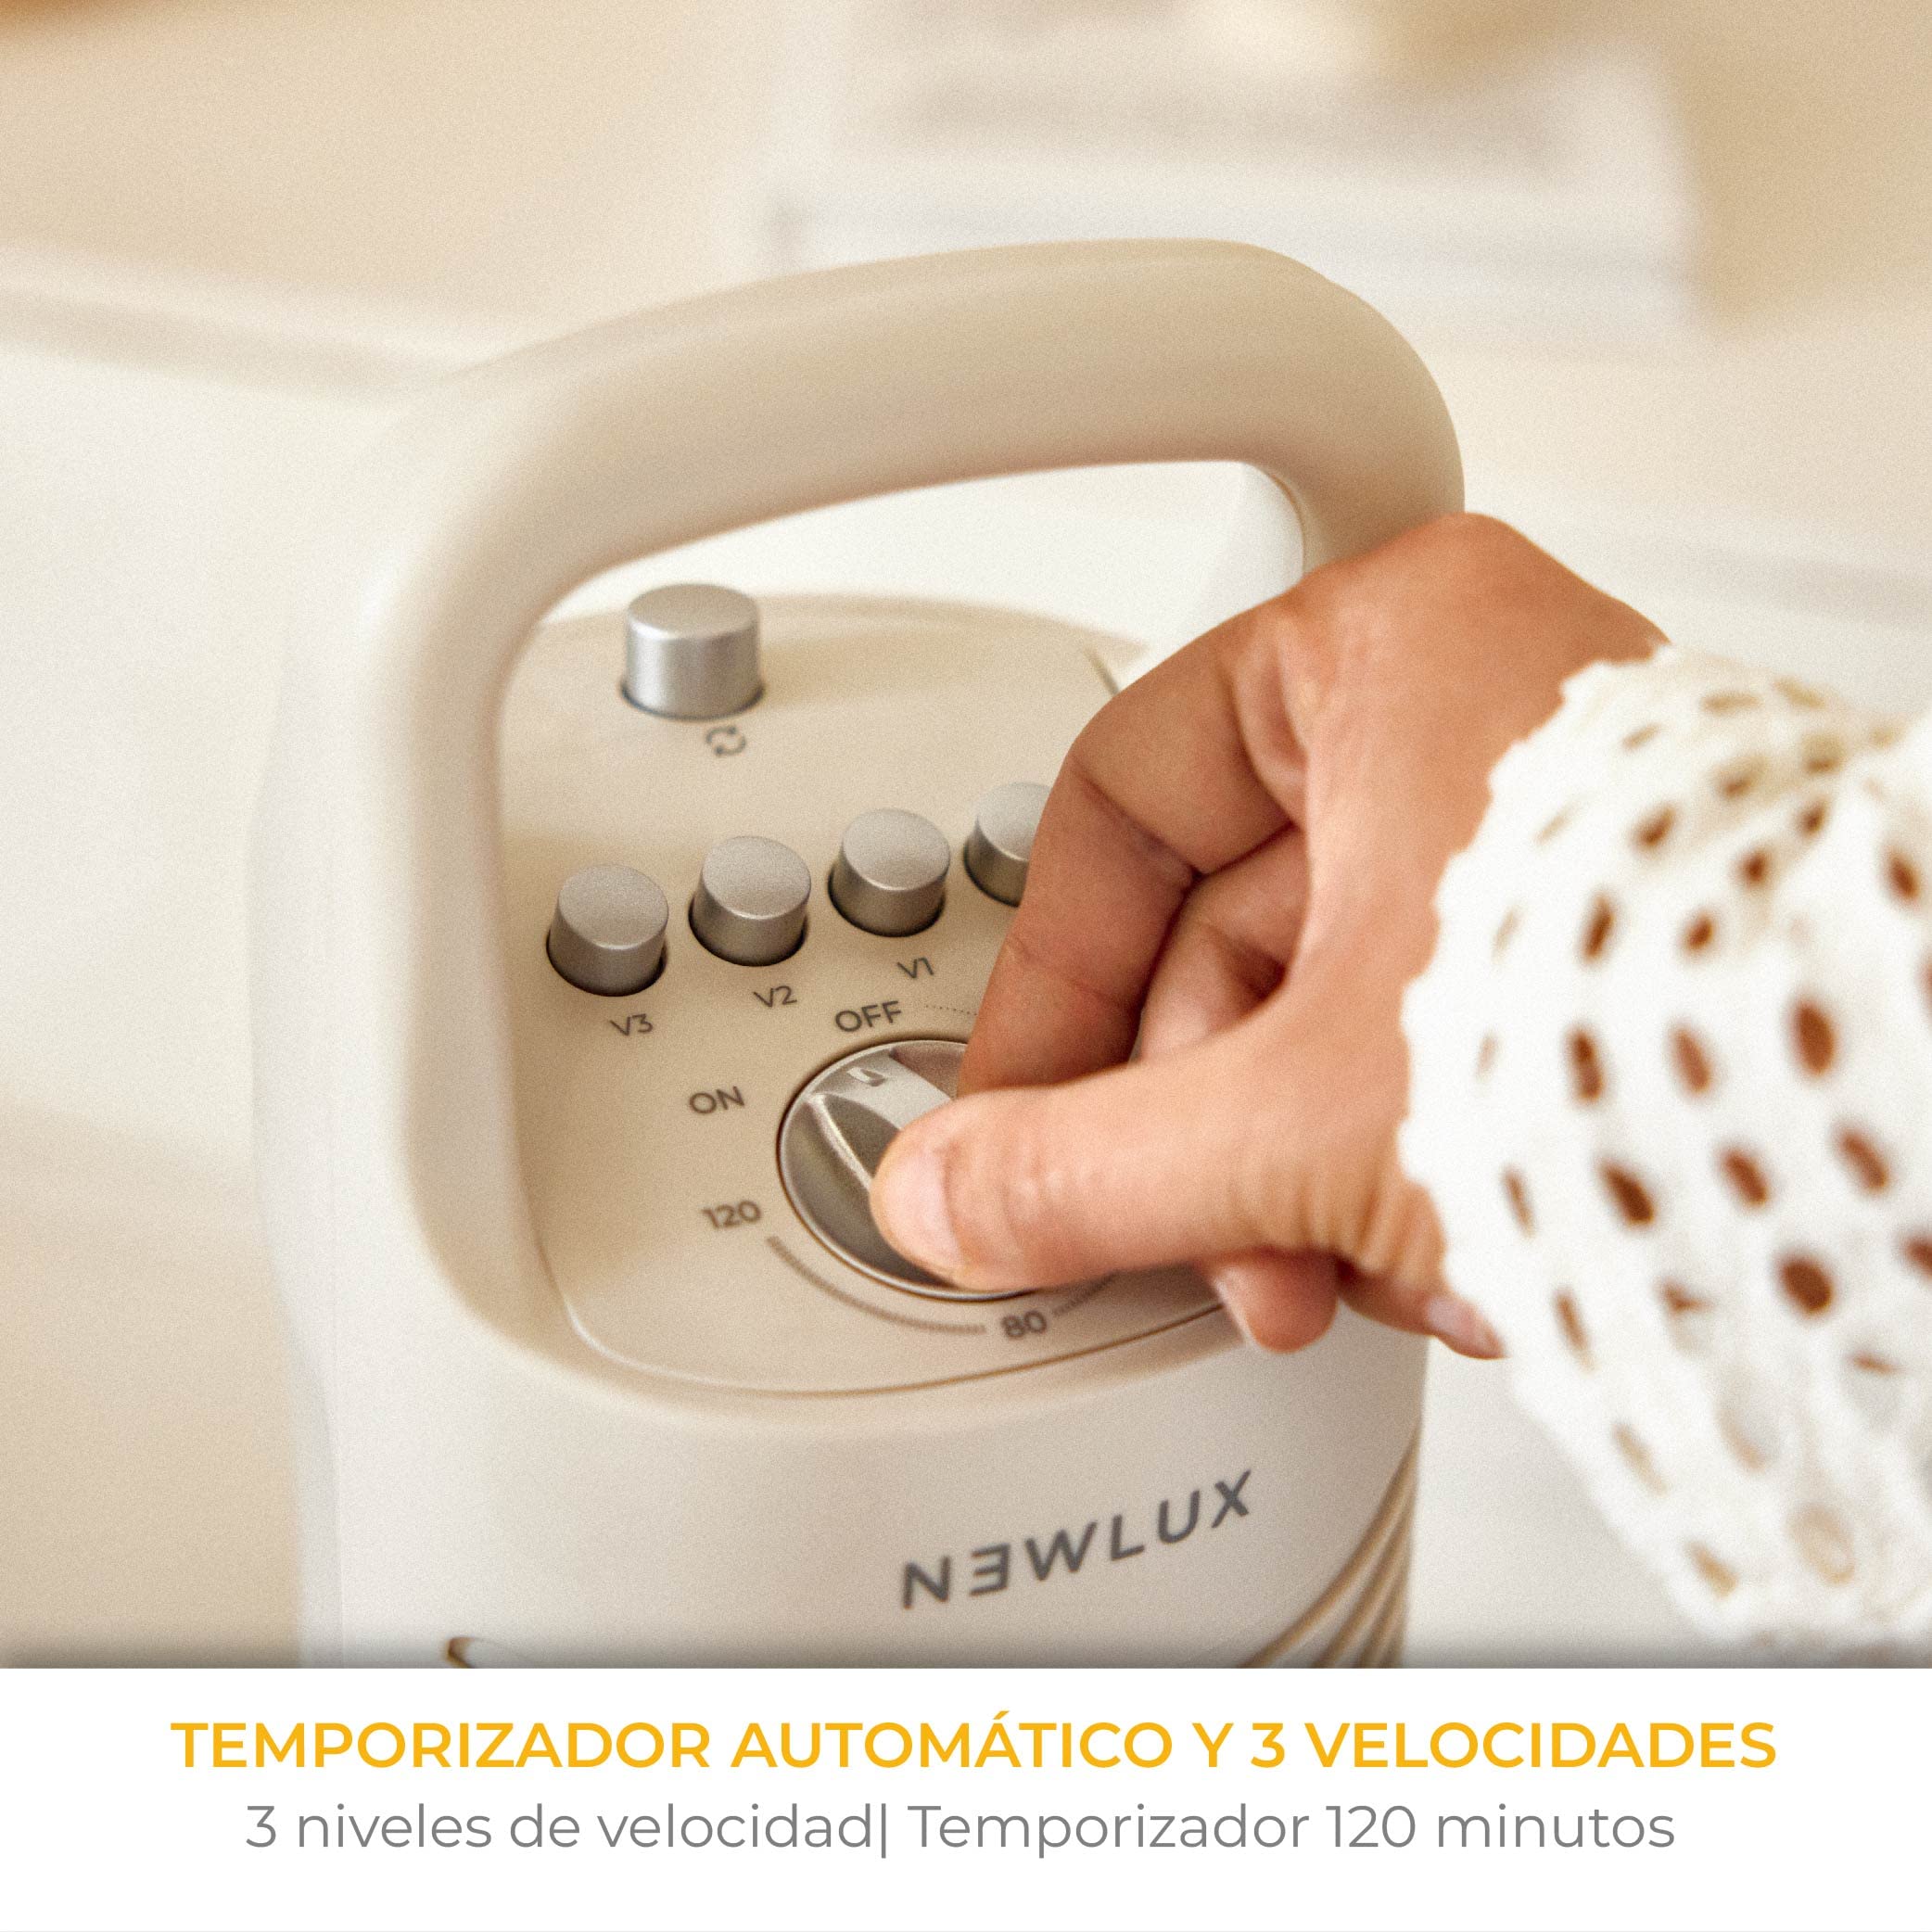 V3
V2
V1
OFF
ON
120
80
NEWLUX
TEMPORIZADOR AUTOMÁTICO Y 3 VELOCIDADES
3 niveles de velocidad| Temporizador 120 minutos